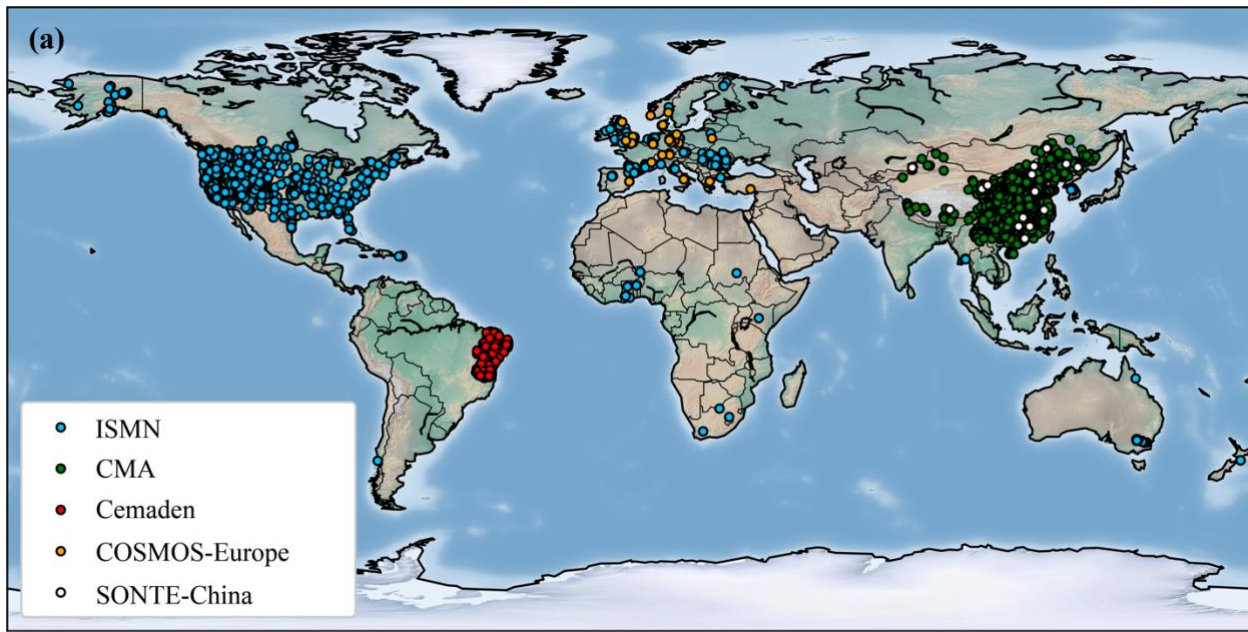 (a)
ISMN
CMA
Cemaden
COSMOS-Europe
SONTE-China